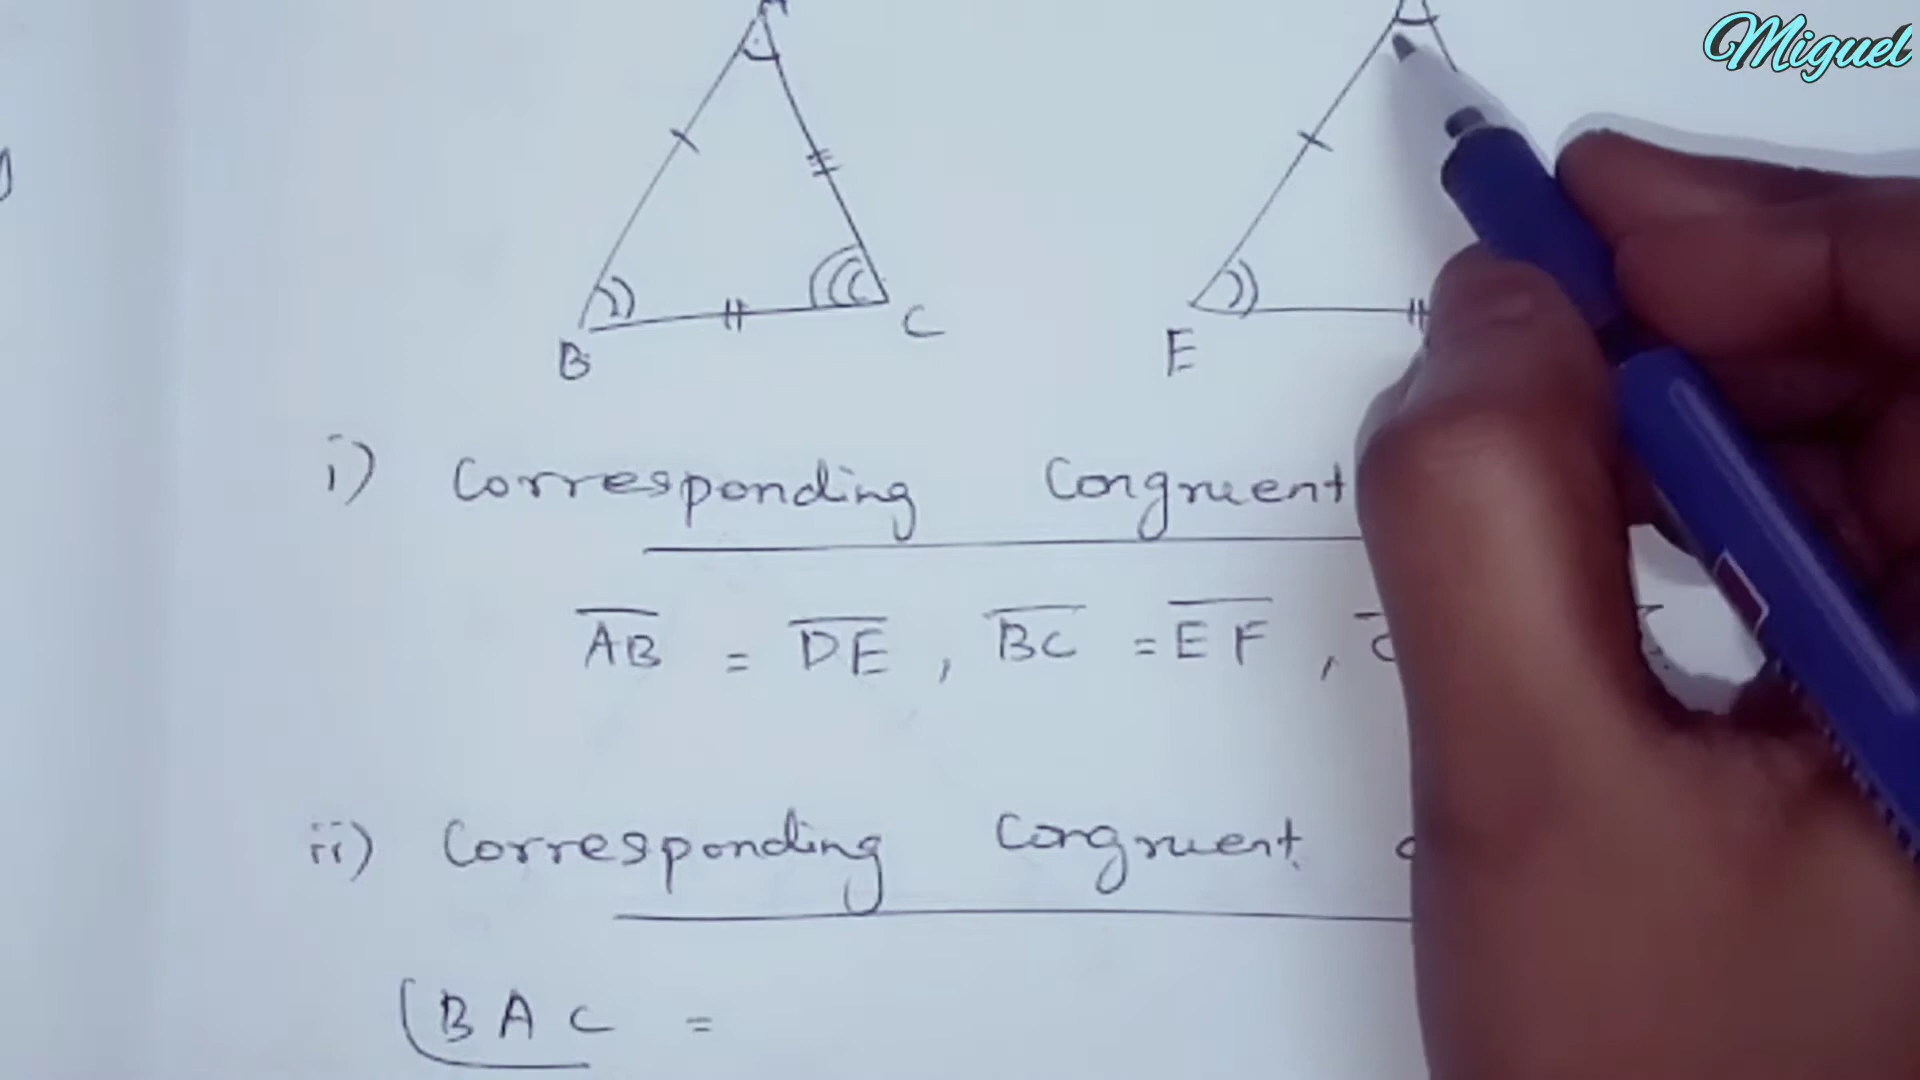 Miguel
B
C
E
i) Corresponding Congruent
AB = DE , BC = EF ,
ii) Corresponding Congruent
BAC =